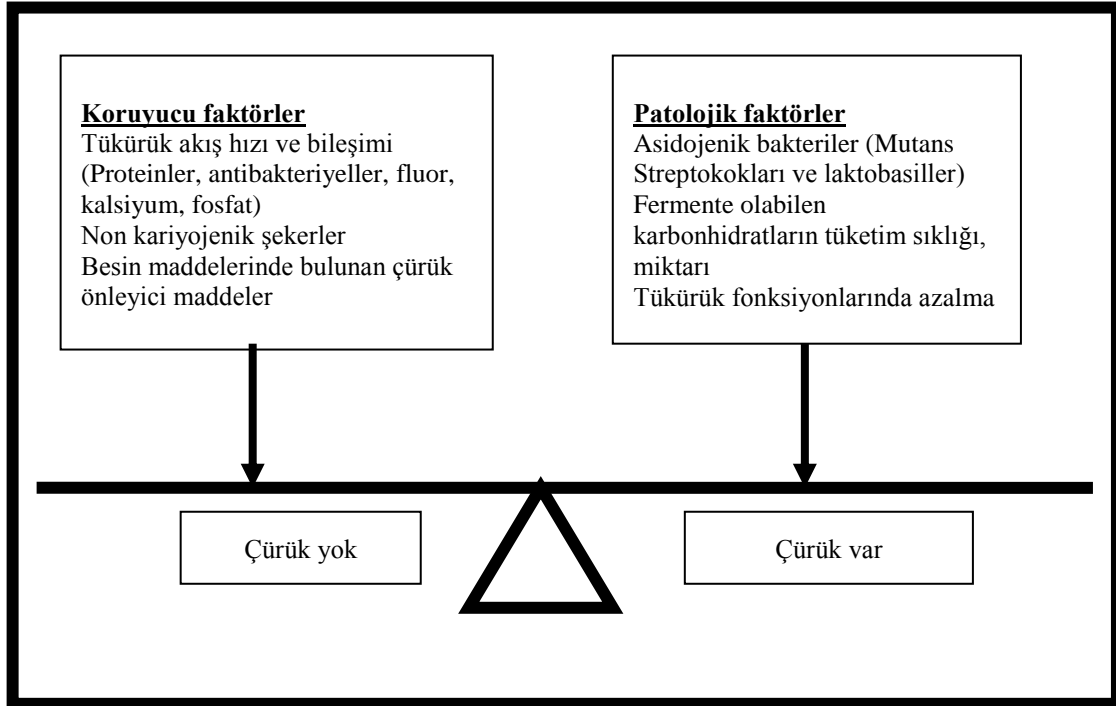 Koruyucu faktörler
Tükürük akış hızı ve bileşimi
(Proteinler, antibakteriyeller, fluor,
kalsiyum, fosfat)
Non kariyojenik şekerler
Besin maddelerinde bulunan çürük
önleyici maddeler
Patolojik faktörler
Asidojenik bakteriler (Mutans
Streptokokları ve laktobasiller)
Fermente olabilen
karbonhidratların tüketim sıklığı,
miktarı
Tükürük fonksiyonlarında azalma
Çürük yok
Çürük var